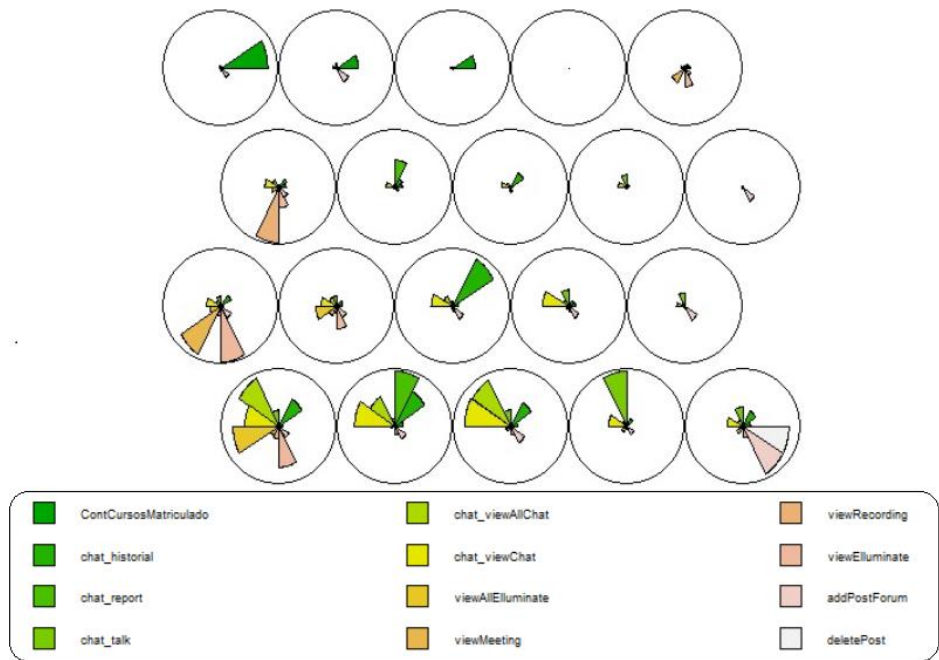 ContCursosMatriculado chat_viewAllChat viewRecording
chat_historial chat_viewChat viewElluminate
chat_report viewAllElluminate addPostForum
chat_talk viewMeeting deletePost